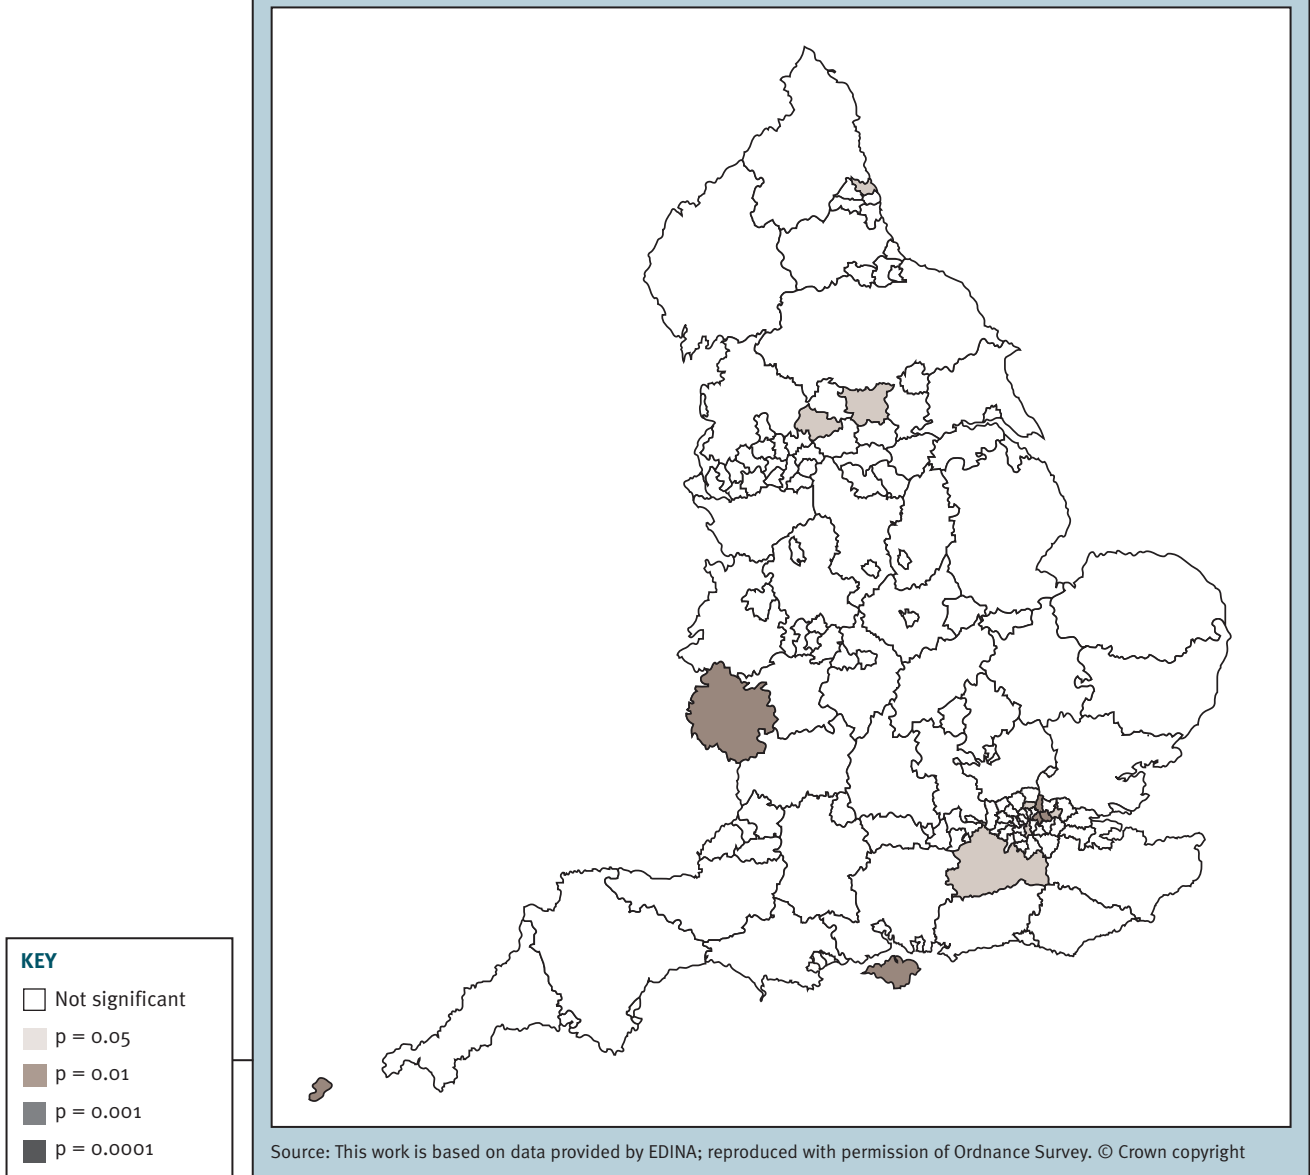 KEY
Not significant
p = 0.05
p = 0.01
p = 0.001
p = 0.0001
Source: This work is based on data provided by EDINA; reproduced with permission of Ordnance Survey. © Crown copyright